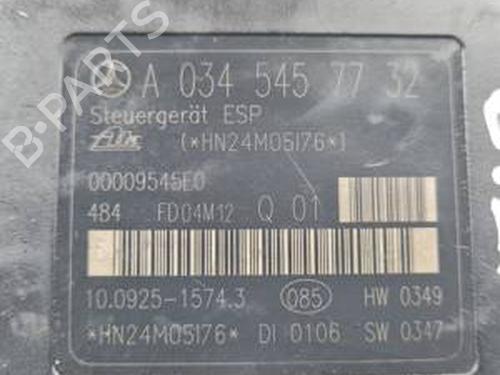 B-PARTS
A 034 545 77 32
Steuergerät ESP
ATE (*HN24M05I76*)
00009545E0
484 FD04M12 Q 01
10.0925-1574.3 085 HW 0349
*HN24M05I76* DI 0106 SW 0347